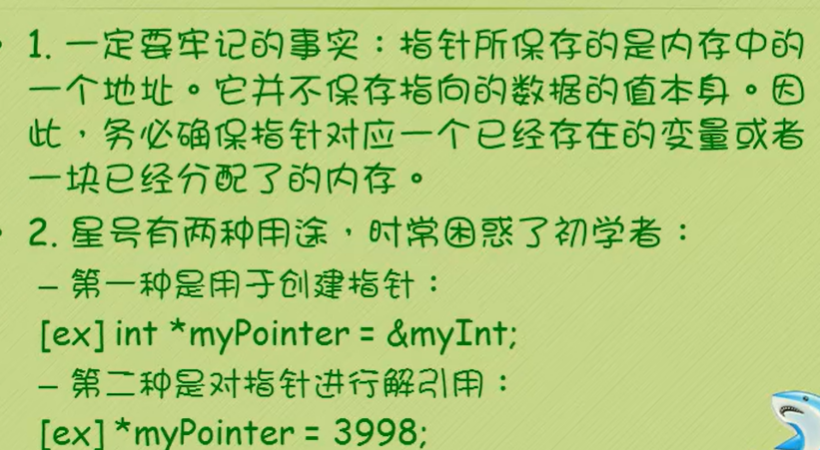 • 1. 一定要牢记的事实：指针所保存的是内存中的
一个地址。它并不保存指向的数据的值本身。因
此，务必确保指针对应一个已经存在的变量或者
一块已经分配了的内存。
• 2. 星号有两种用途，时常困惑了初学者：
– 第一种是用于创建指针：
[ex] int *myPointer = &myInt;
– 第二种是对指针进行解引用：
[ex] *myPointer = 3998;